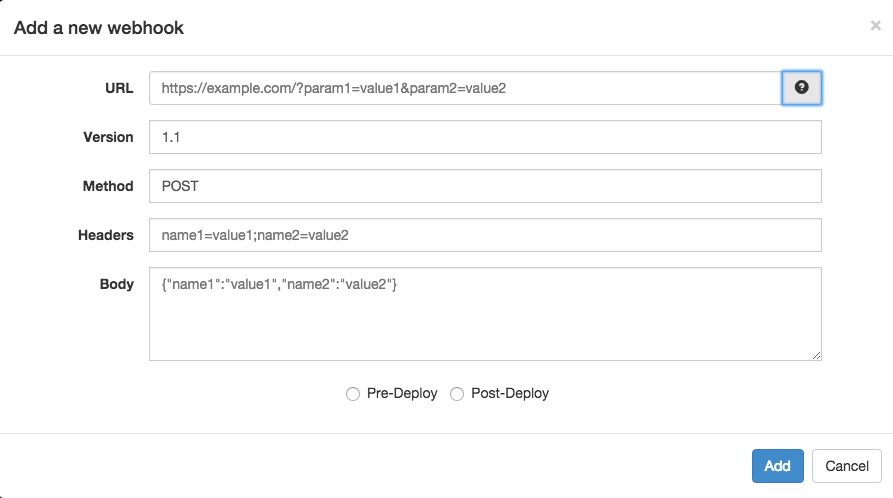 Add a new webhook ×
URL https://example.com/?param1=value1&param2=value2 ?
Version 1.1
Method POST
Headers name1=value1;name2=value2
Body {"name1":"value1","name2":"value2"}
Pre-Deploy Post-Deploy
Add Cancel